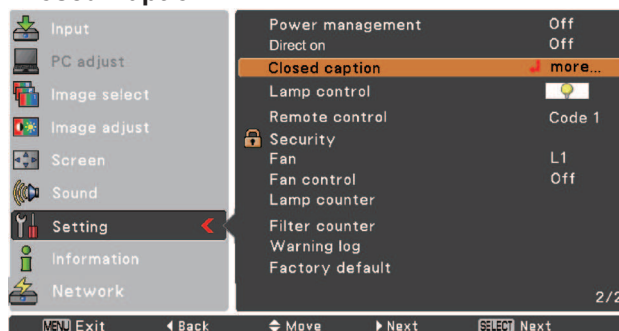 Input
PC adjust
Image select
Image adjust
Screen
Sound
Setting
Information
Network
Power management Off
Direct on Off
Closed caption more...
Lamp control
Remote control Code 1
Security
Fan L1
Fan control Off
Lamp counter
Filter counter
Warning log
Factory default
2/2
MENU Exit Back Move Next SELECT Next